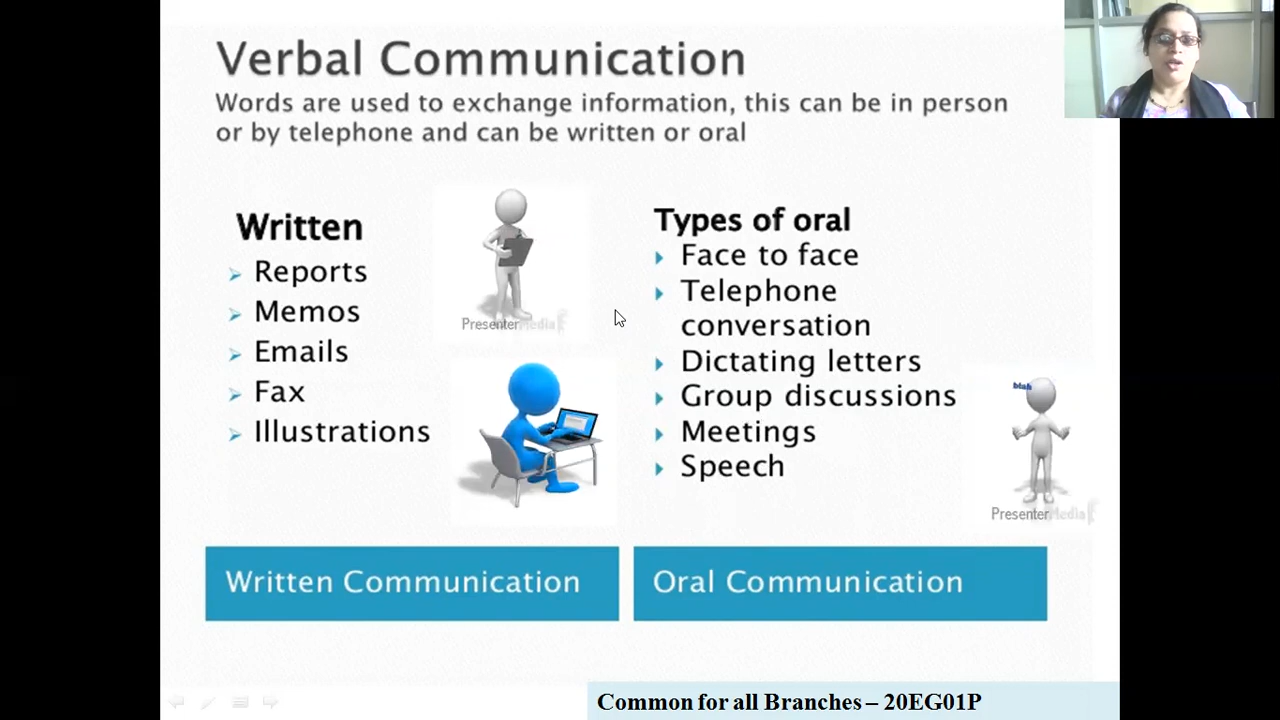 Verbal Communication
Words are used to exchange information, this can be in person
or by telephone and can be written or oral
Written
Reports
Memos
Emails
Fax
Illustrations
PresenterMedia
Types of oral
Face to face
Telephone
conversation
Dictating letters
Group discussions
Meetings
Speech
blah
PresenterMedia
Written Communication
Oral Communication
Common for all Branches – 20EG01P